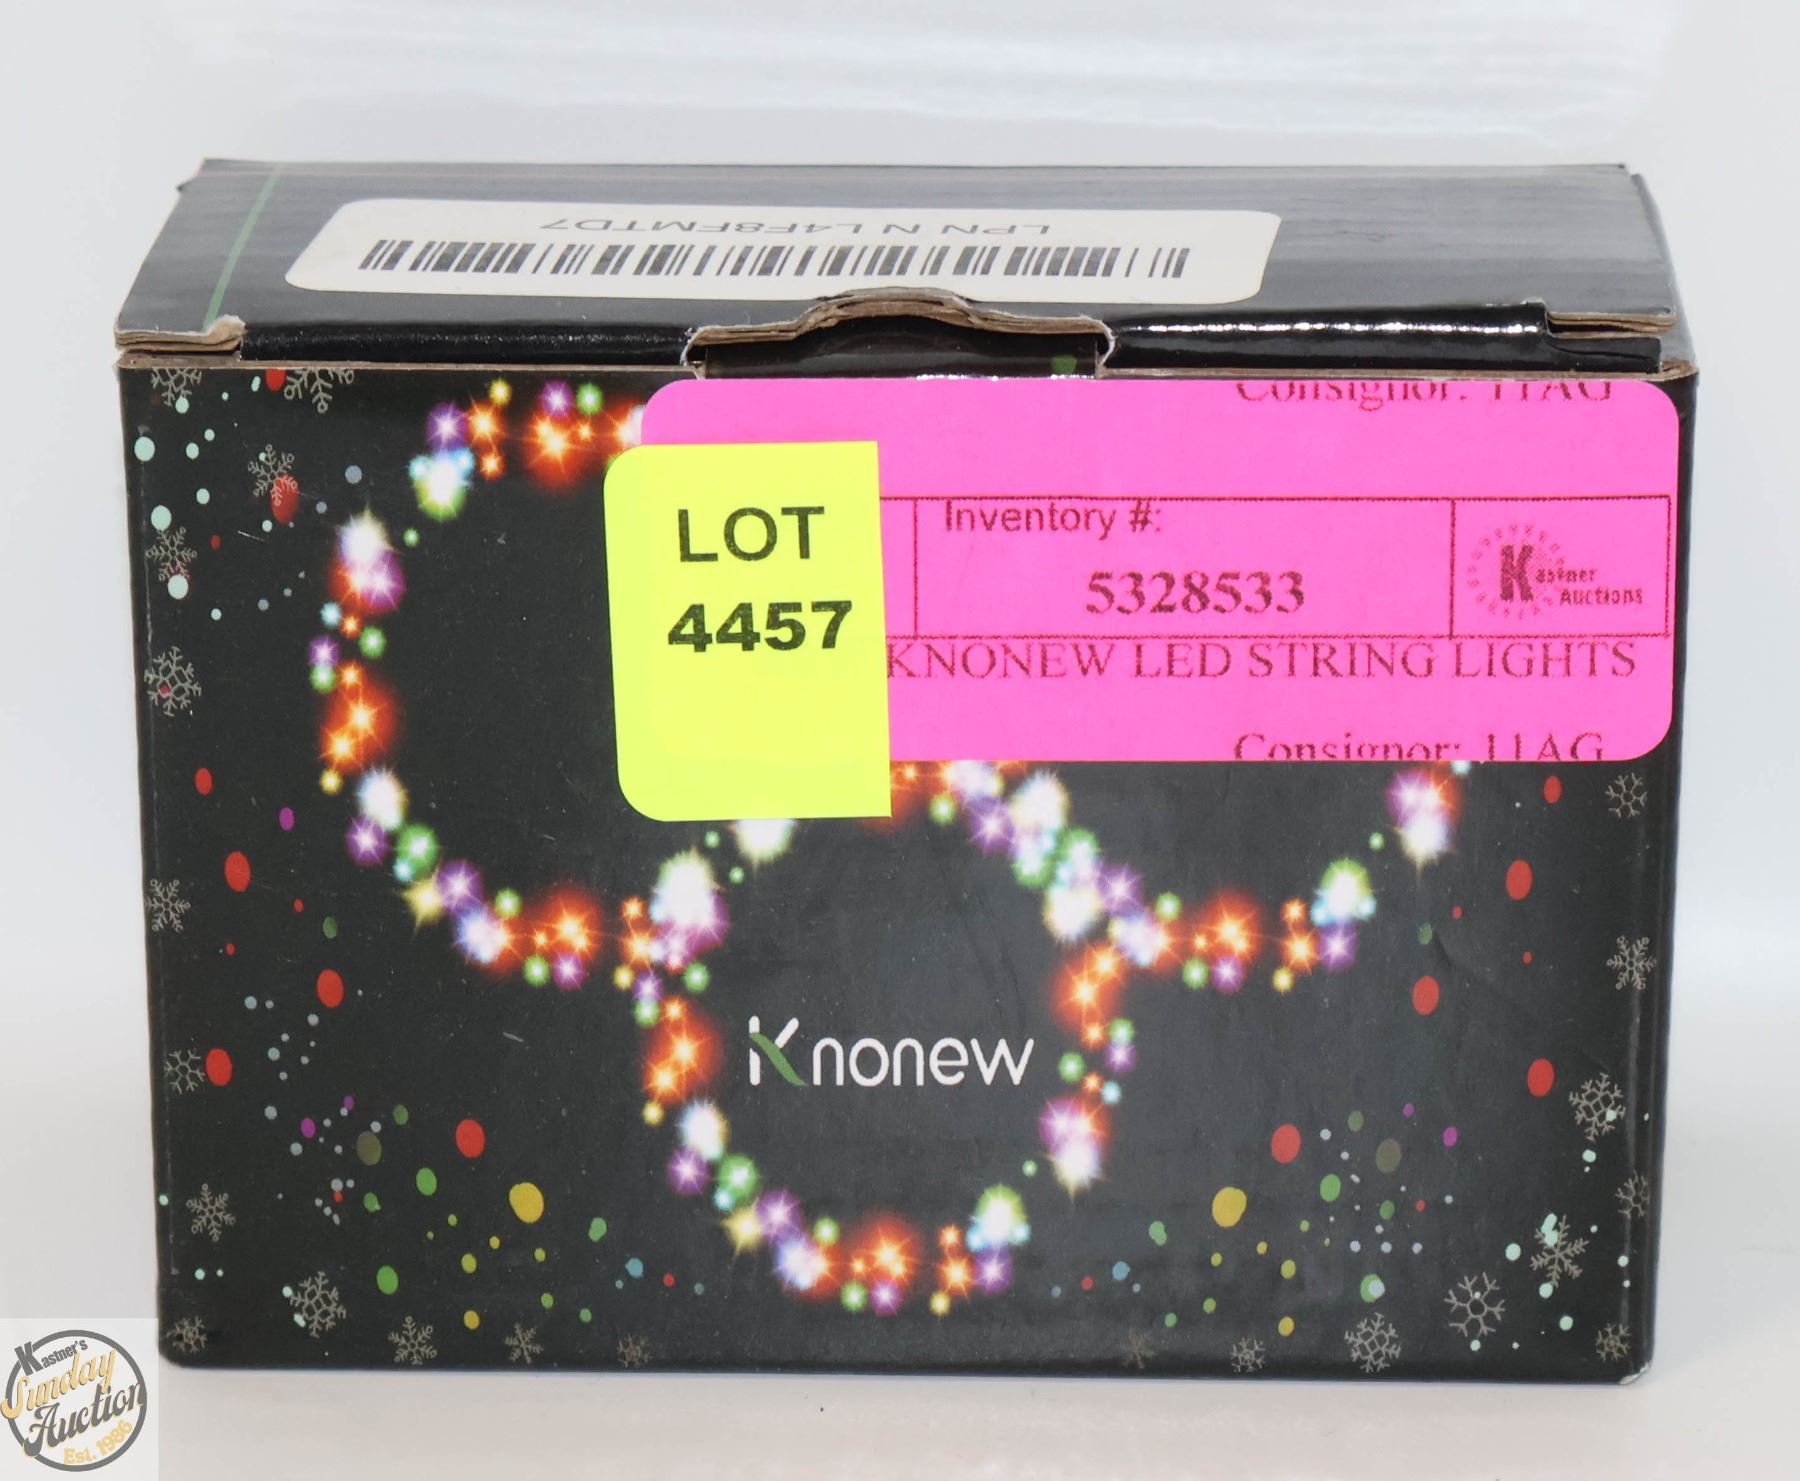 LPN N L4F8FMTD7
Consignor: 11AG
LOT
4457
Inventory #:
5328533
Kastner
Auctions
KNONEW LED STRING LIGHTS
Consignor: 11AG
Knonew
Kastner's
Sunday
Auction
Est. 1986